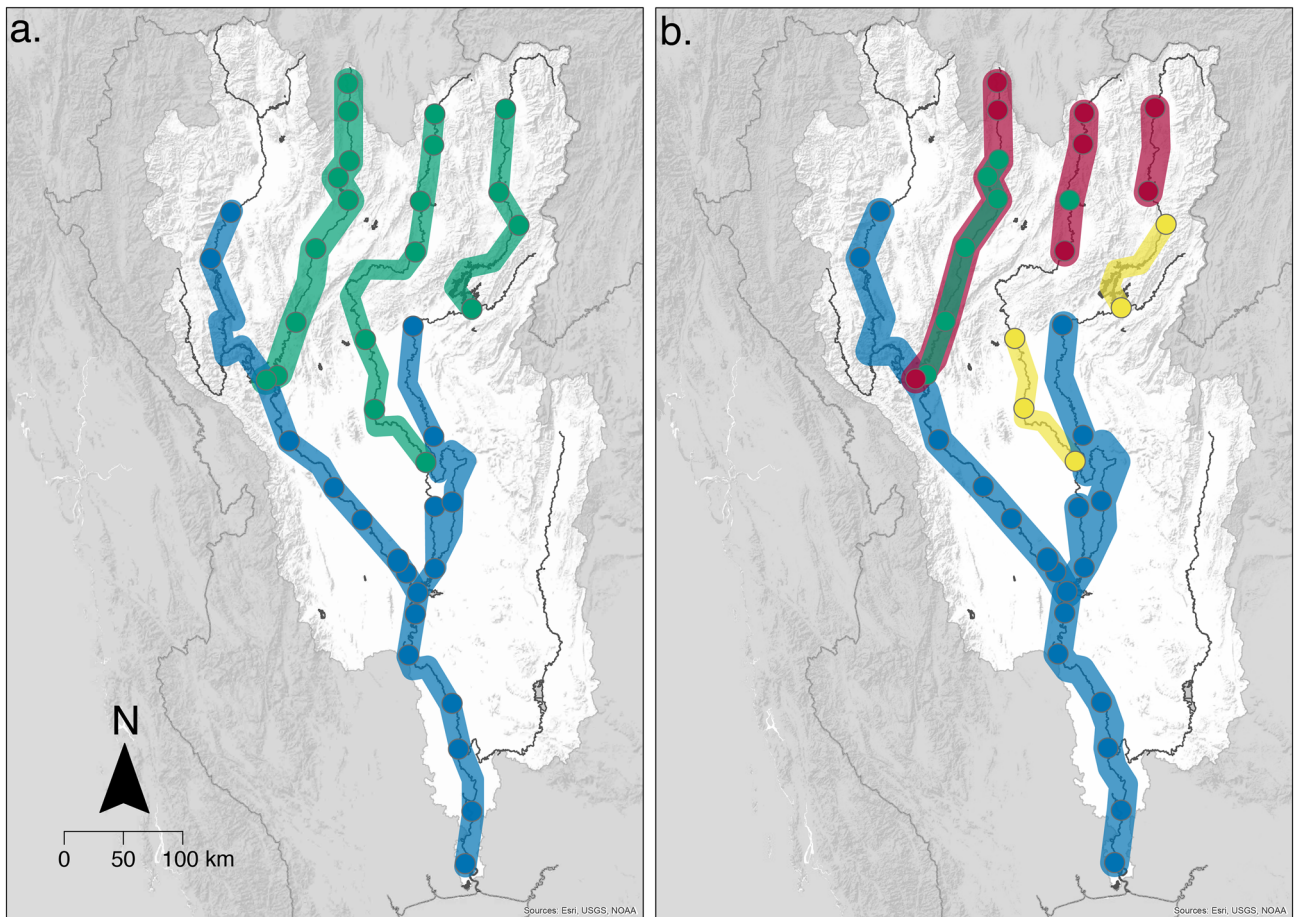 a.
b.
N
0 50 100 km
Sources: Esri, USGS, NOAA
Sources: Esri, USGS, NOAA